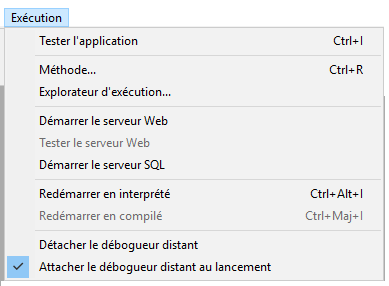 Exécution
Tester l'application Ctrl+I
Méthode... Ctrl+R
Explorateur d'exécution...
Démarrer le serveur Web
Tester le serveur Web
Démarrer le serveur SQL
Redémarrer en interprété Ctrl+Alt+I
Redémarrer en compilé Ctrl+Maj+I
Détacher le débogueur distant
Attacher le débogueur distant au lancement